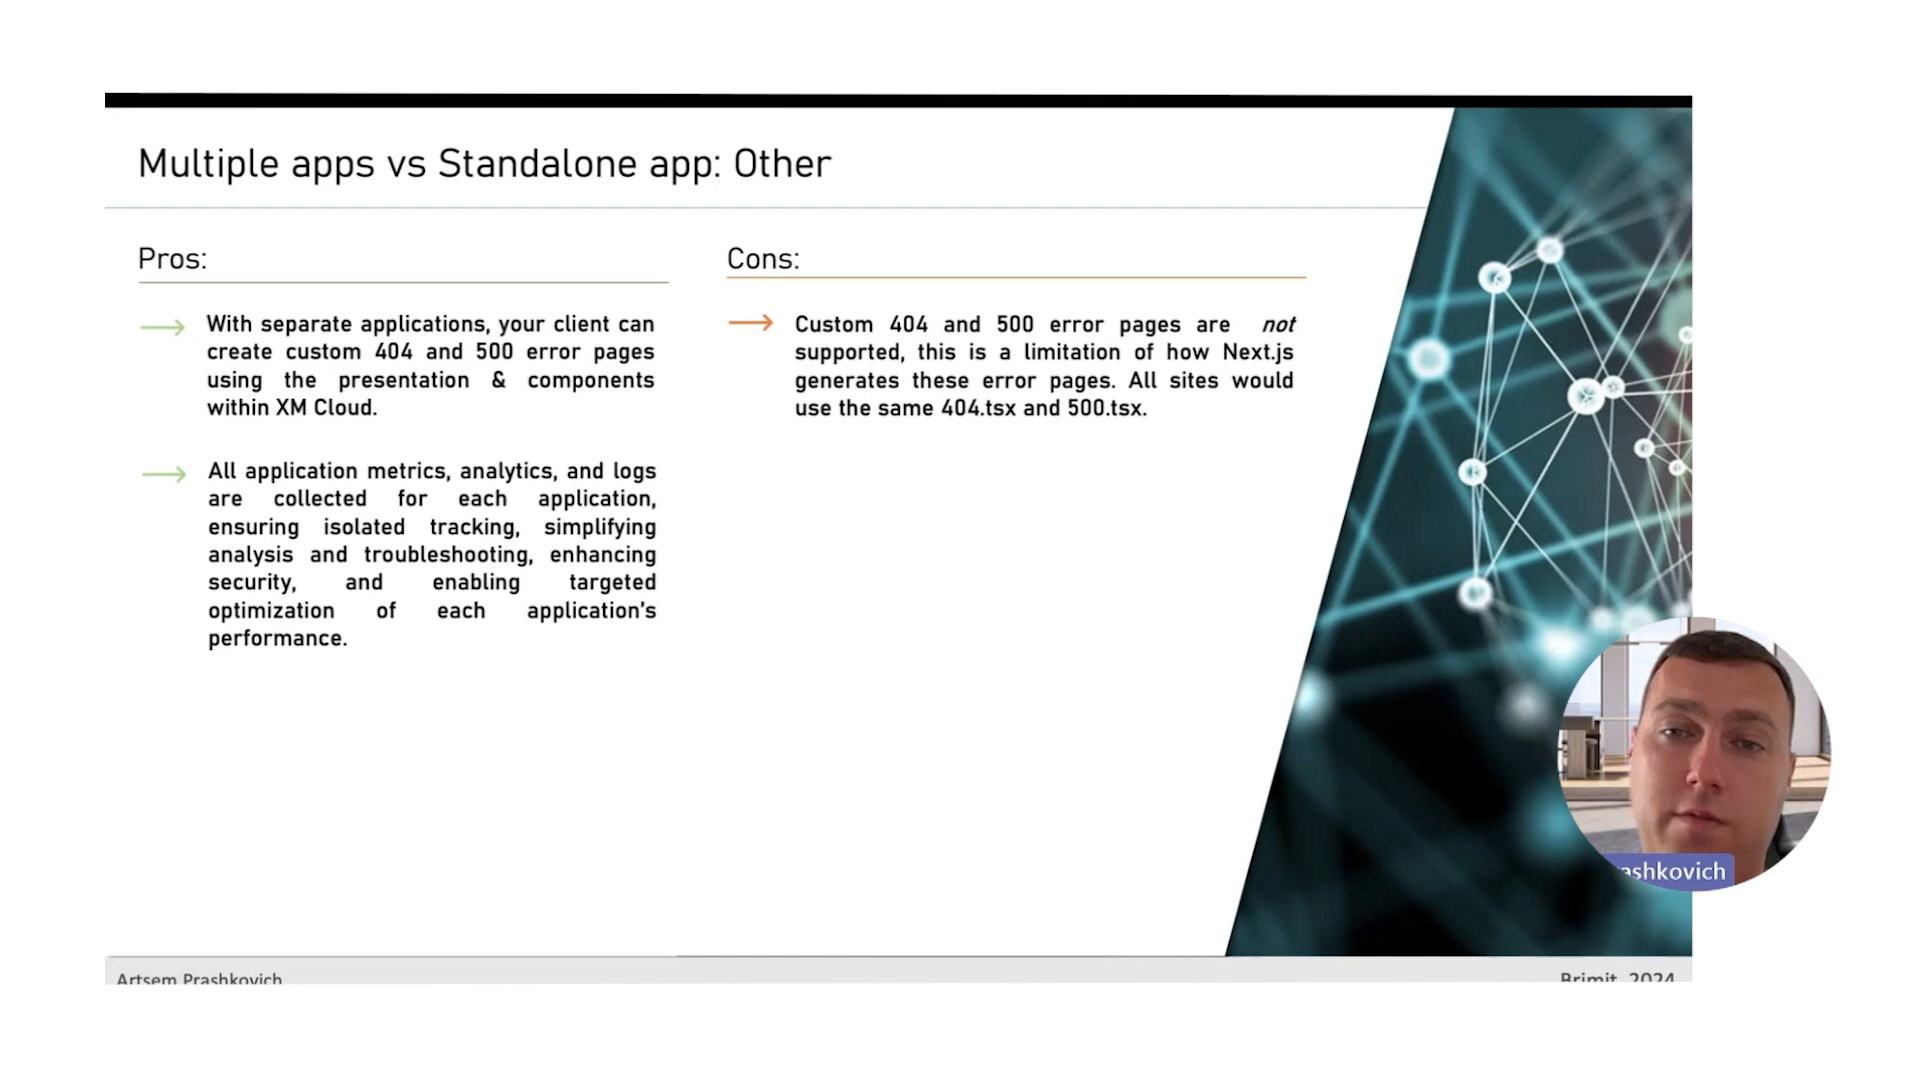 Multiple apps vs Standalone app: Other
Pros:
With separate applications, your client can
create custom 404 and 500 error pages
using the presentation & components
within XM Cloud.
All application metrics, analytics, and logs
are collected for each application,
ensuring isolated tracking, simplifying
analysis and troubleshooting, enhancing
security, and enabling targeted
optimization of each application's
performance.
Cons:
Custom 404 and 500 error pages are not
supported, this is a limitation of how Next.js
generates these error pages. All sites would
use the same 404.tsx and 500.tsx.
ashkovich
Artsem Prashkovich
Brimit, 2024